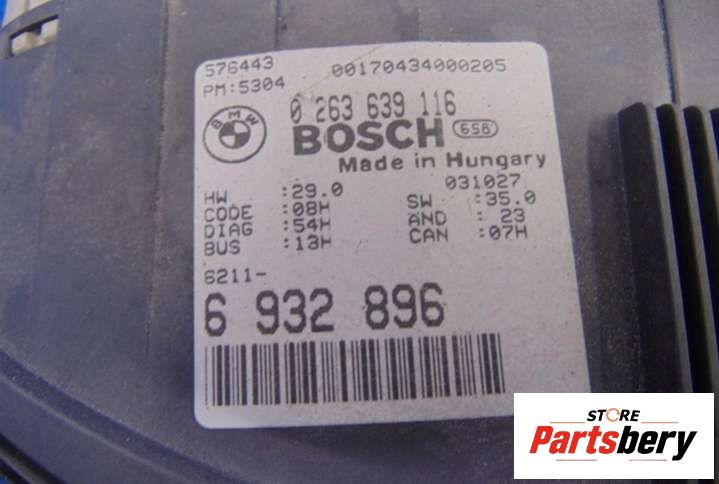 576443 00170434000205
PM:5304
BMW
0 263 639 116
BOSCH 658
Made in Hungary
031027
HW :29.0 SW :35.0
CODE :08H AND : 23
DIAG :54H CAN :07H
BUS :13H
6211-
6 932 896
STORE
Partsbery